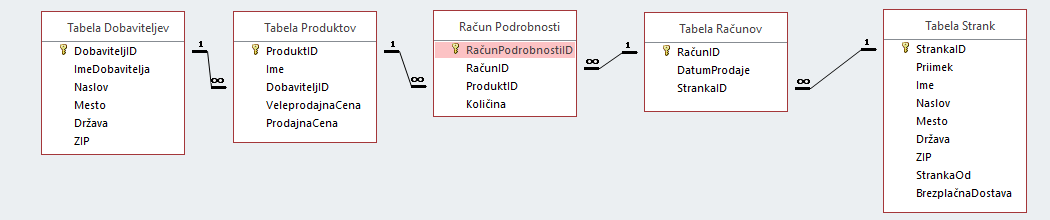 Tabela Dobaviteljev
DobaviteljID
ImeDobavitelja
Naslov
Mesto
Država
ZIP
1
∞
Tabela Produktov
ProduktID
Ime
DobaviteljID
VeleprodajnaCena
ProdajnaCena
1
∞
Račun Podrobnosti
RačunPodrobnostiID
RačunID
ProduktID
Količina
1
∞
Tabela Računov
RačunID
DatumProdaje
StrankaID
1
∞
Tabela Strank
StrankaID
Priimek
Ime
Naslov
Mesto
Država
ZIP
StrankaOd
BrezplačnaDostava